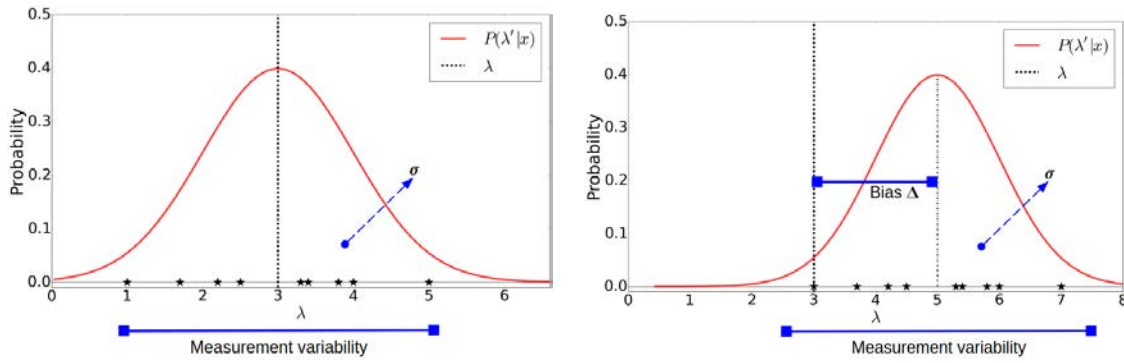 0.5
0.4
0.3
0.2
0.1
0.0
Probability
P(λ′|x)
λ
σ
0 1 2 3 4 5 6
λ
Measurement variability
0.5
0.4
0.3
0.2
0.1
0.0
Probability
P(λ′|x)
λ
σ
Bias Δ
0 1 2 3 4 5 6 7 8
λ
Measurement variability